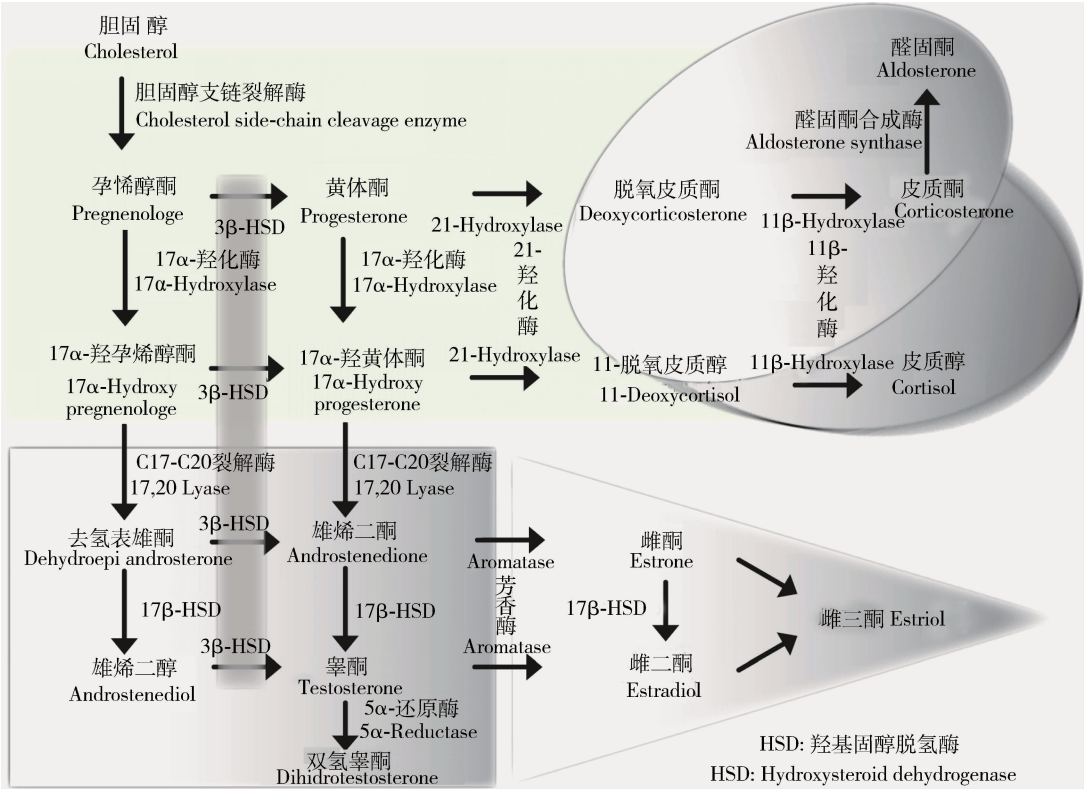 胆固 醇
Cholesterol
胆固醇支链裂解酶
Cholesterol side-chain cleavage enzyme
孕烯醇酮
Pregnenologe
3β-HSD
黄体酮
Progesterone
21-Hydroxylase
脱氧皮质酮
Deoxycorticosterone
11β-Hydroxylase
皮质酮
Corticosterone
醛固酮合成酶
Aldosterone synthase
醛固酮
Aldosterone
17α-羟化酶
17α-Hydroxylase
17α-羟化酶
17α-Hydroxylase
21-
羟
化
酶
11β-
羟
化
酶
17α-羟孕烯醇酮
17α-Hydroxy
pregnenologe
3β-HSD
17α-羟黄体酮
17α-Hydroxy
progesterone
21-Hydroxylase
11-脱氧皮质醇
11-Deoxycortisol
11β-Hydroxylase
皮质醇
Cortisol
C17-C20裂解酶
17,20 Lyase
C17-C20裂解酶
17,20 Lyase
去氢表雄酮
Dehydroepi androsterone
3β-HSD
雄烯二酮
Androstenedione
Aromatase
芳
香
酶
雌酮
Estrone
17β-HSD
17β-HSD
17β-HSD
雌三酮 Estriol
雄烯二醇
Androstenediol
3β-HSD
睾酮
Testosterone
Aromatase
雌二酮
Estradiol
5α-还原酶
5α-Reductase
双氢睾酮
Dihidrotestosterone
HSD: 羟基固醇脱氢酶
HSD: Hydroxysteroid dehydrogenase